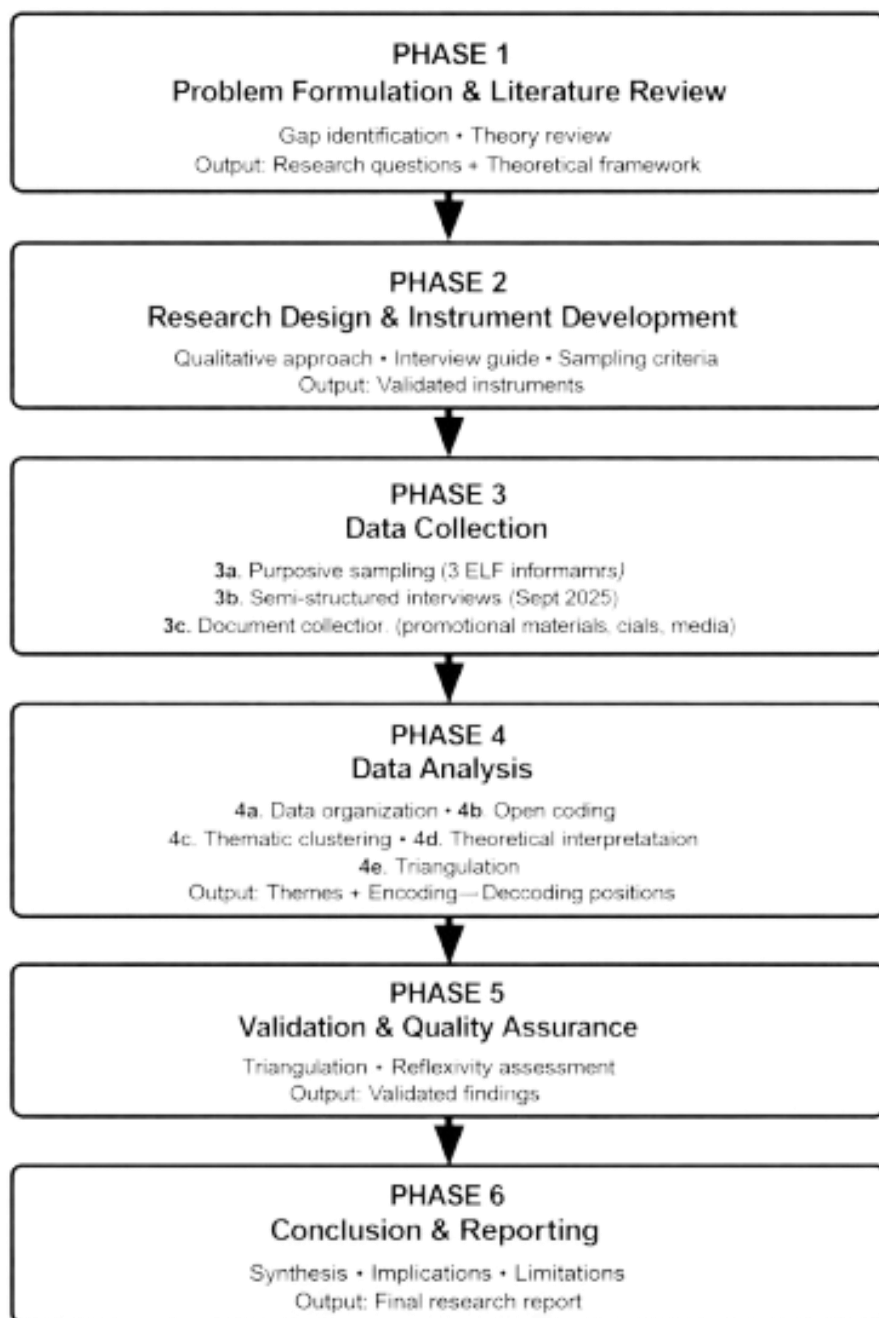 PHASE 1
Problem Formulation & Literature Review
Gap identification • Theory review
Output: Research questions + Theoretical framework
PHASE 2
Research Design & Instrument Development
Qualitative approach • Interview guide • Sampling criteria
Output: Validated instruments
PHASE 3
Data Collection
3a. Purposive sampling (3 ELF informamrs)
3b. Semi-structured interviews (Sept 2025)
3c. Document collectior. (promotional materials, cials, media)
PHASE 4
Data Analysis
4a. Data organization • 4b. Open coding
4c. Thematic clustering • 4d. Theoretical interpretataion
4e. Triangulation
Output: Themes + Encoding—Deccoding positions
PHASE 5
Validation & Quality Assurance
Triangulation • Reflexivity assessment
Output: Validated findings
PHASE 6
Conclusion & Reporting
Synthesis • Implications • Limitations
Output: Final research report